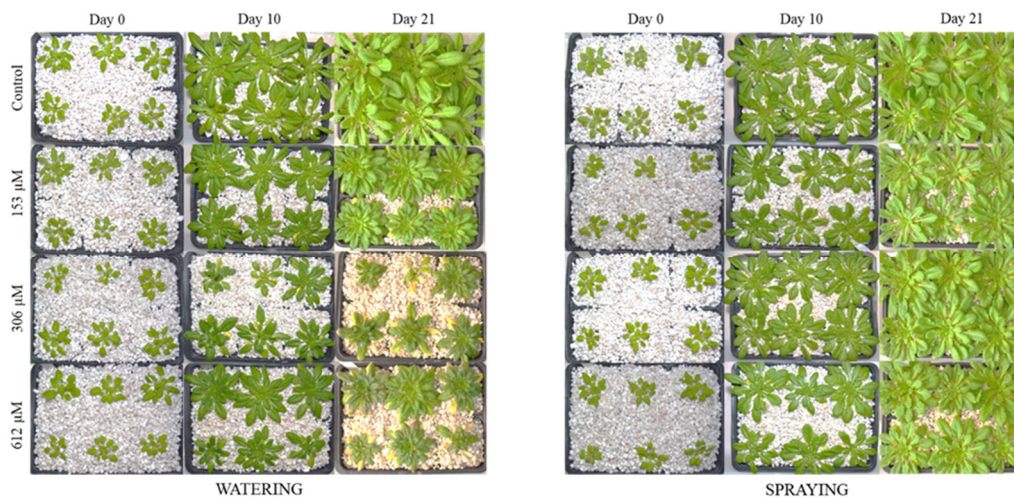 Day 0 Day 10 Day 21 Day 0 Day 10 Day 21
Control
153 µM
306 µM
612 µM
WATERING SPRAYING